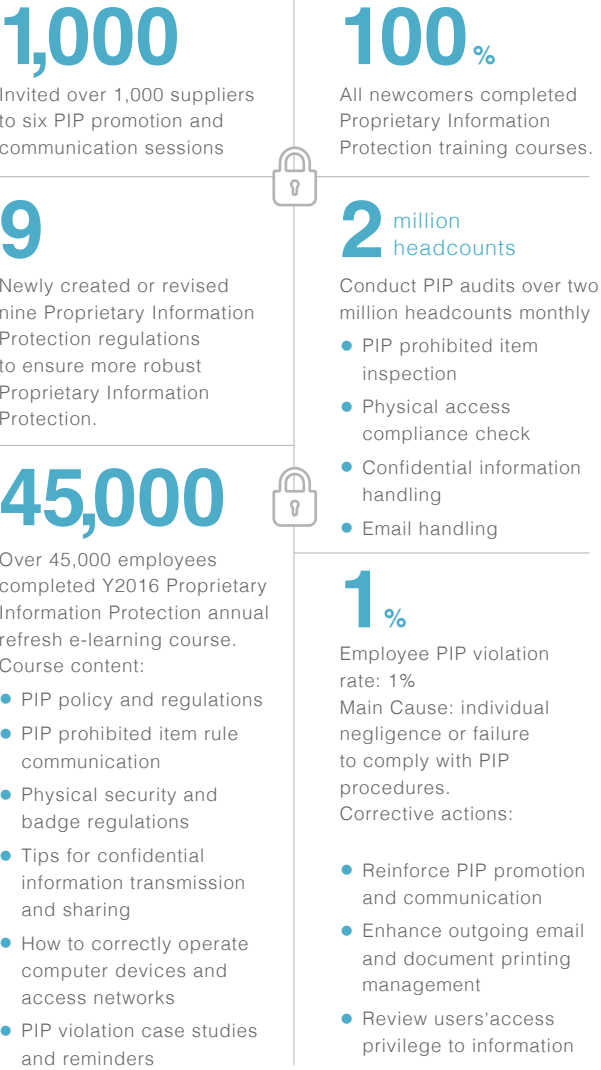 1,000
Invited over 1,000 suppliers
to six PIP promotion and
communication sessions
9
Newly created or revised
nine Proprietary Information
Protection regulations
to ensure more robust
Proprietary Information
Protection.
45,000
Over 45,000 employees
completed Y2016 Proprietary
Information Protection annual
refresh e-learning course.
Course content:
● PIP policy and regulations
● PIP prohibited item rule
communication
● Physical security and
badge regulations
● Tips for confidential
information transmission
and sharing
● How to correctly operate
computer devices and
access networks
● PIP violation case studies
and reminders
100%
All newcomers completed
Proprietary Information
Protection training courses.
2 million
headcounts
Conduct PIP audits over two
million headcounts monthly
● PIP prohibited item
inspection
● Physical access
compliance check
● Confidential information
handling
● Email handling
1%
Employee PIP violation
rate: 1%
Main Cause: individual
negligence or failure
to comply with PIP
procedures.
Corrective actions:
● Reinforce PIP promotion
and communication
● Enhance outgoing email
and document printing
management
● Review users'access
privilege to information